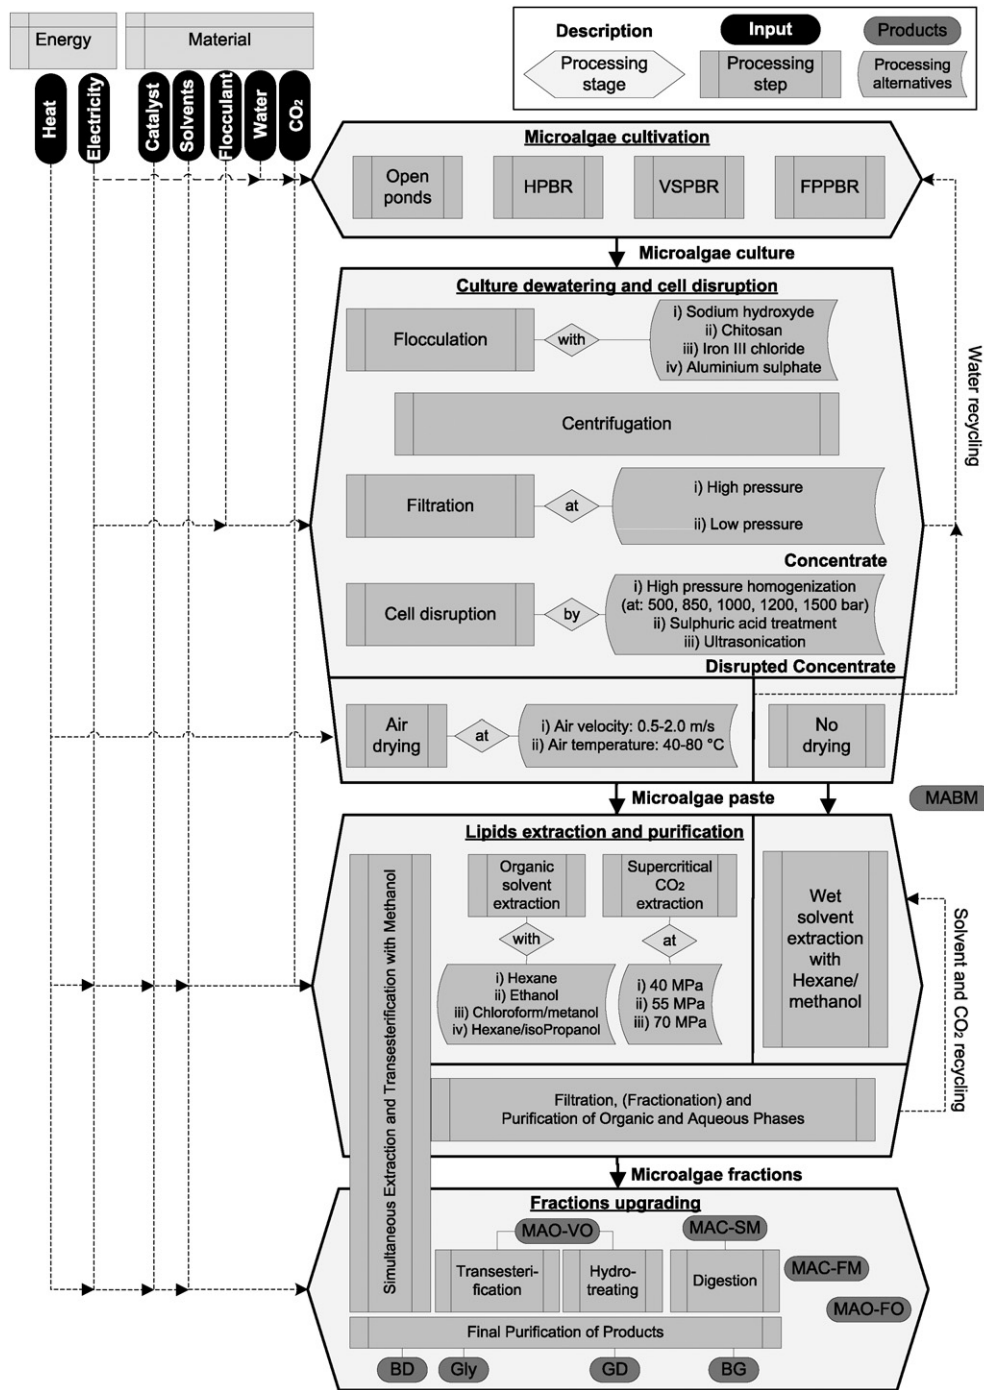 Energy
Material
Heat
Electricity
Catalyst
Solvents
Flocculant
Water
CO₂
Description
Input
Products
Processing
stage
Processing
step
Processing
alternatives
Microalgae cultivation
Open
ponds
HPBR
VSPBR
FPPBR
Microalgae culture
Culture dewatering and cell disruption
Flocculation
with
i) Sodium hydroxyde
ii) Chitosan
iii) Iron III chloride
iv) Aluminium sulphate
Centrifugation
Filtration
at
i) High pressure
ii) Low pressure
Concentrate
Cell disruption
by
i) High pressure homogenization
(at: 500, 850, 1000, 1200, 1500 bar)
ii) Sulphuric acid treatment
iii) Ultrasonication
Disrupted Concentrate
Air
drying
at
i) Air velocity: 0.5-2.0 m/s
ii) Air temperature: 40-80 °C
No
drying
Water recycling
Microalgae paste
MABM
Lipids extraction and purification
Simultaneous Extraction and Transesterification with Methanol
Organic
solvent
extraction
with
i) Hexane
ii) Ethanol
iii) Chloroform/metanol
iv) Hexane/isoPropanol
Supercritical
CO₂
extraction
at
i) 40 MPa
ii) 55 MPa
iii) 70 MPa
Wet
solvent
extraction
with
Hexane/
methanol
Solvent and CO₂ recycling
Filtration, (Fractionation) and
Purification of Organic and Aqueous Phases
Microalgae fractions
Fractions upgrading
MAO-VO
MAC-SM
Transesteri-
fication
Hydro-
treating
Digestion
MAC-FM
MAO-FO
Final Purification of Products
BD
Gly
GD
BG